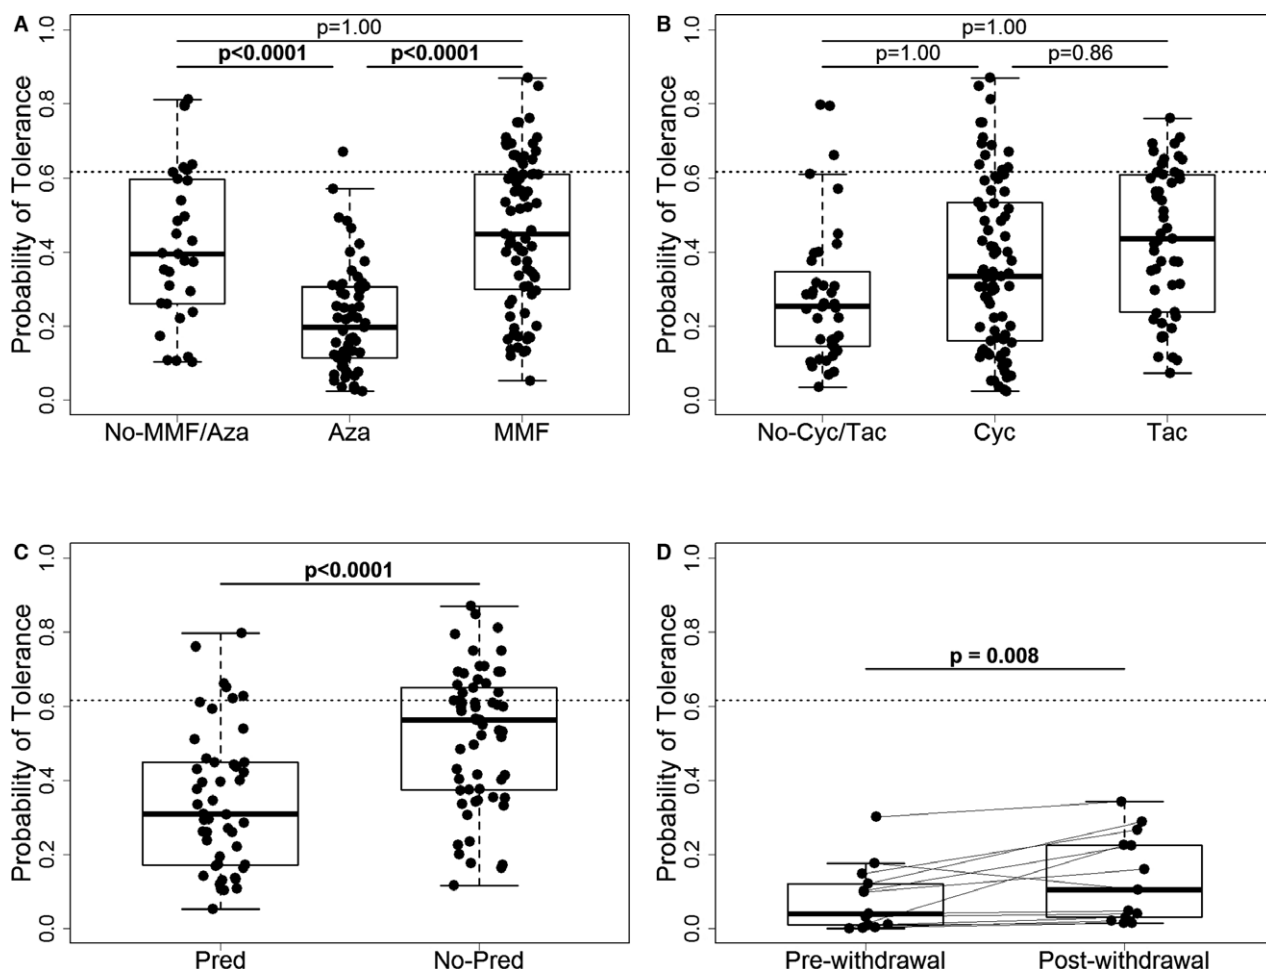 A
p=1.00
p<0.0001 p<0.0001
Probability of Tolerance
1.0
0.8
0.6
0.4
0.2
0.0
No-MMF/Aza Aza MMF
B
p=1.00
p=1.00 p=0.86
Probability of Tolerance
1.0
0.8
0.6
0.4
0.2
0.0
No-Cyc/Tac Cyc Tac
C
p<0.0001
Probability of Tolerance
1.0
0.8
0.6
0.4
0.2
0.0
Pred No-Pred
D
p = 0.008
Probability of Tolerance
1.0
0.8
0.6
0.4
0.2
0.0
Pre-withdrawal Post-withdrawal